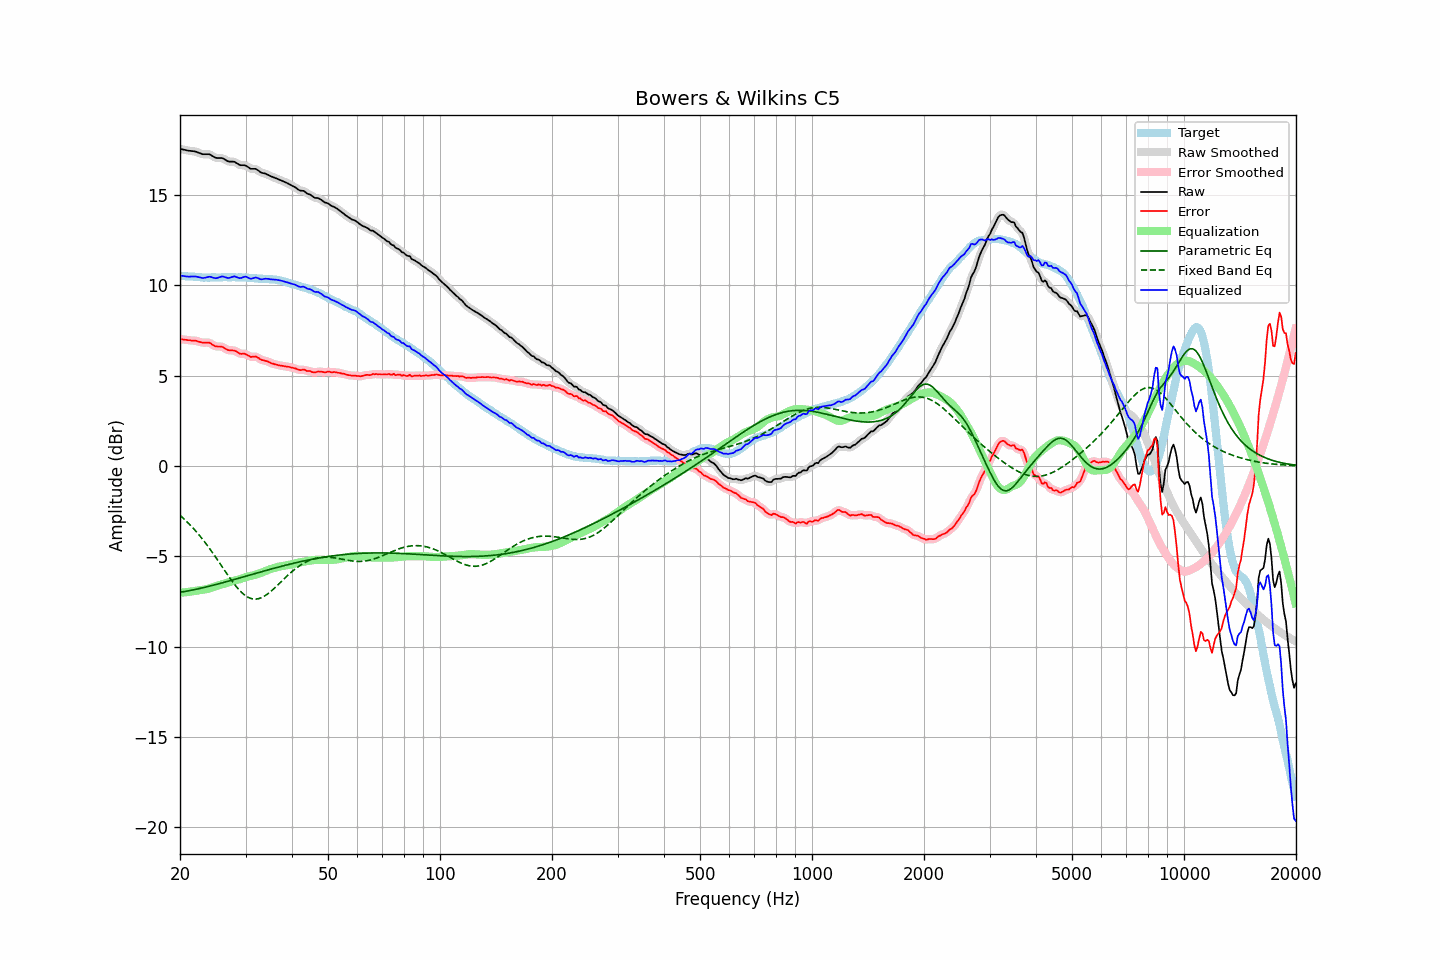 Bowers & Wilkins C5
Target
Raw Smoothed
Error Smoothed
Raw
Error
Equalization
Parametric Eq
Fixed Band Eq
Equalized
15
10
5
0
−5
−10
−15
−20
Amplitude (dBr)
20
50
100
200
500
1000
2000
5000
10000
20000
Frequency (Hz)